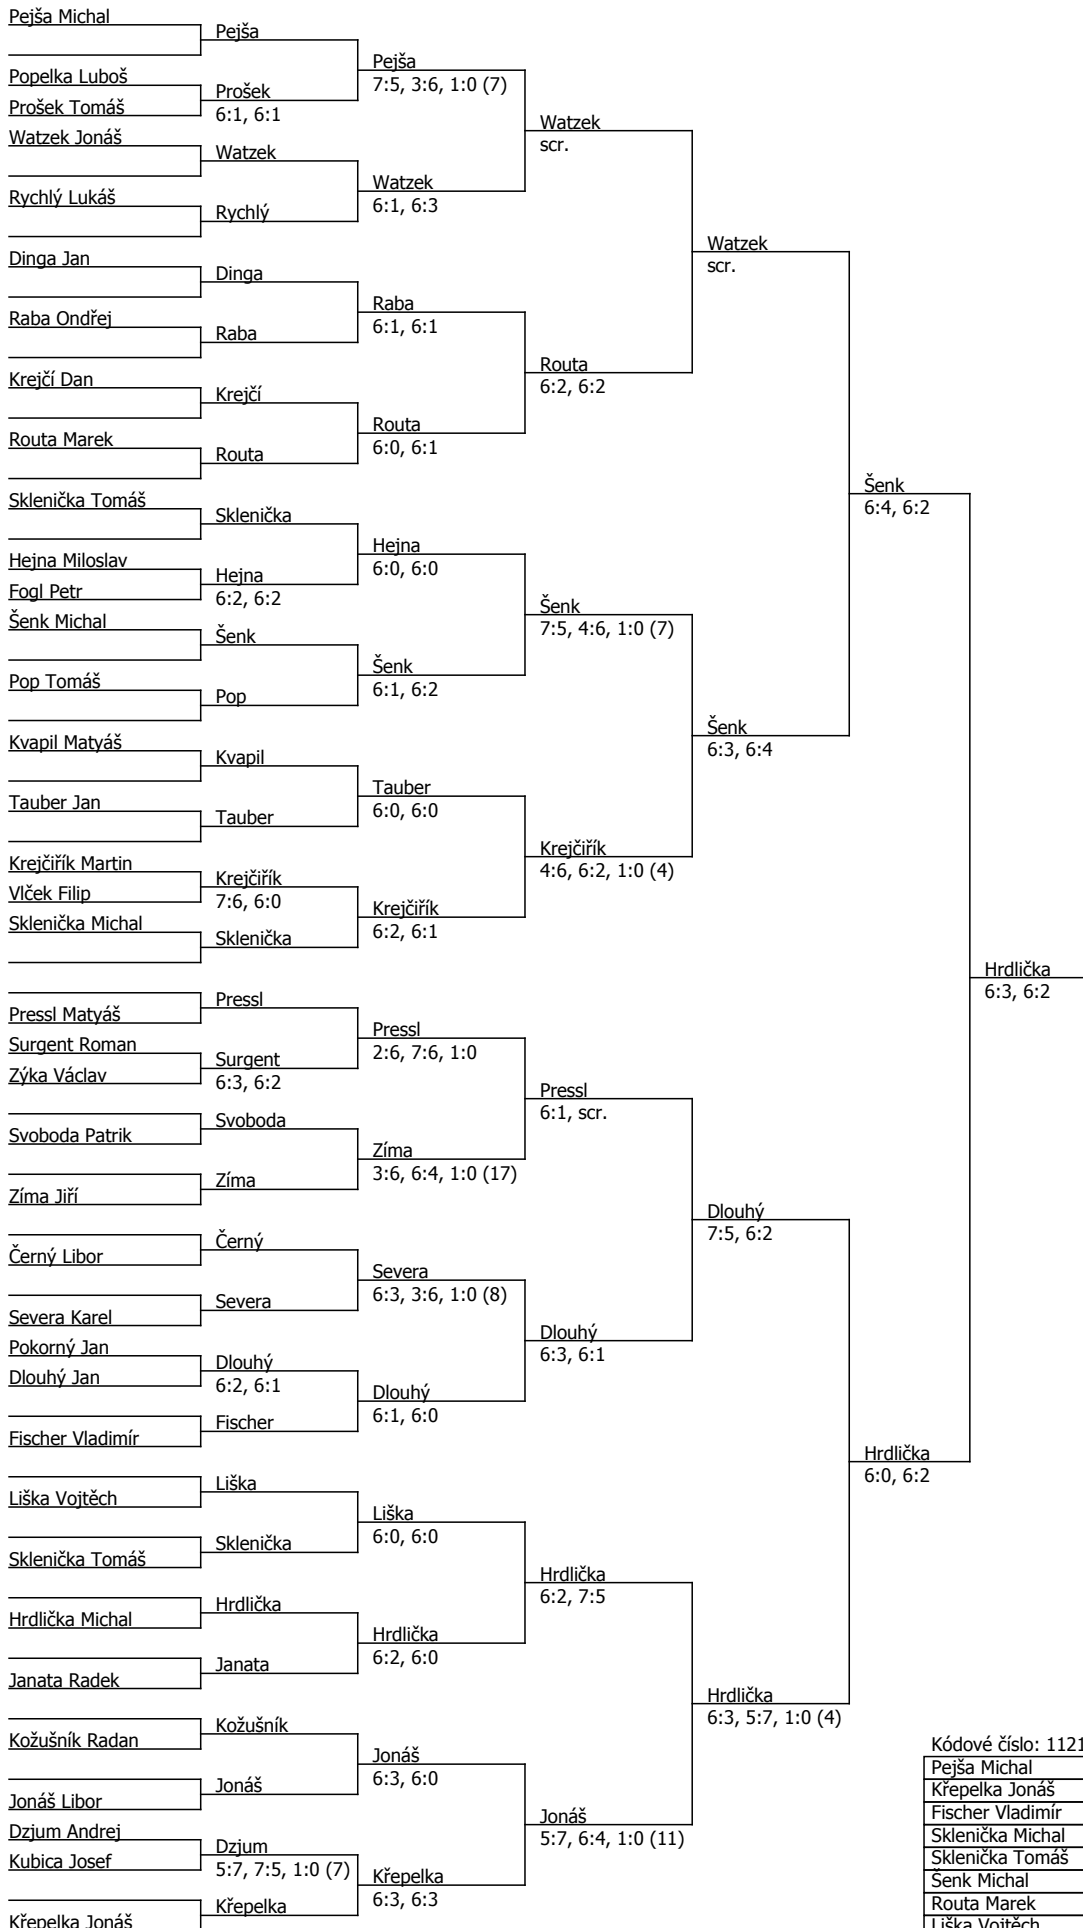 Pejša Michal
Popelka Luboš
Prošek Tomáš
Watzek Jonáš
Rychlý Lukáš
Dinga Jan
Raba Ondřej
Krejčí Dan
Routa Marek
Sklenička Tomáš
Hejna Miloslav
Fogl Petr
Šenk Michal
Pop Tomáš
Kvapil Matyáš
Tauber Jan
Krejčiřík Martin
Vlček Filip
Sklenička Michal
Pressl Matyáš
Surgent Roman
Zýka Václav
Svoboda Patrik
Zíma Jiří
Černý Libor
Severa Karel
Pokorný Jan
Dlouhý Jan
Fischer Vladimír
Liška Vojtěch
Sklenička Tomáš
Hrdlička Michal
Janata Radek
Kožušník Radan
Jonáš Libor
Dzjum Andrej
Kubica Josef
Křepelka Jonáš
Pejša
Prošek
6:1, 6:1
Watzek
Rychlý
Dinga
Raba
Krejčí
Routa
Sklenička
Hejna
6:2, 6:2
Šenk
Pop
Kvapil
Tauber
Krejčiřík
7:6, 6:0
Sklenička
Pressl
Surgent
6:3, 6:2
Svoboda
Zíma
Černý
Severa
Dlouhý
6:2, 6:1
Fischer
Liška
Sklenička
Hrdlička
Janata
Kožušník
Jonáš
Dzjum
5:7, 7:5, 1:0 (7)
Křepelka
Pejša
7:5, 3:6, 1:0 (7)
Watzek
6:1, 6:3
Raba
6:1, 6:1
Routa
6:0, 6:1
Hejna
6:0, 6:0
Šenk
6:1, 6:2
Tauber
6:0, 6:0
Krejčiřík
6:2, 6:1
Pressl
2:6, 7:6, 1:0
Zíma
3:6, 6:4, 1:0 (17)
Severa
6:3, 3:6, 1:0 (8)
Dlouhý
6:1, 6:0
Liška
6:0, 6:0
Hrdlička
6:2, 6:0
Jonáš
6:3, 6:0
Křepelka
6:3, 6:3
Watzek
scr.
Routa
6:2, 6:2
Šenk
7:5, 4:6, 1:0 (7)
Krejčiřík
4:6, 6:2, 1:0 (4)
Pressl
6:1, scr.
Dlouhý
6:3, 6:1
Hrdlička
6:2, 7:5
Jonáš
5:7, 6:4, 1:0 (11)
Watzek
scr.
Šenk
6:3, 6:4
Dlouhý
7:5, 6:2
Hrdlička
6:3, 5:7, 1:0 (4)
Šenk
6:4, 6:2
Hrdlička
6:0, 6:2
Hrdlička
6:3, 6:2
Kódové číslo: 1121
Pejša Michal
Křepelka Jonáš
Fischer Vladimír
Sklenička Michal
Sklenička Tomáš
Šenk Michal
Routa Marek
Liška Vojtěch